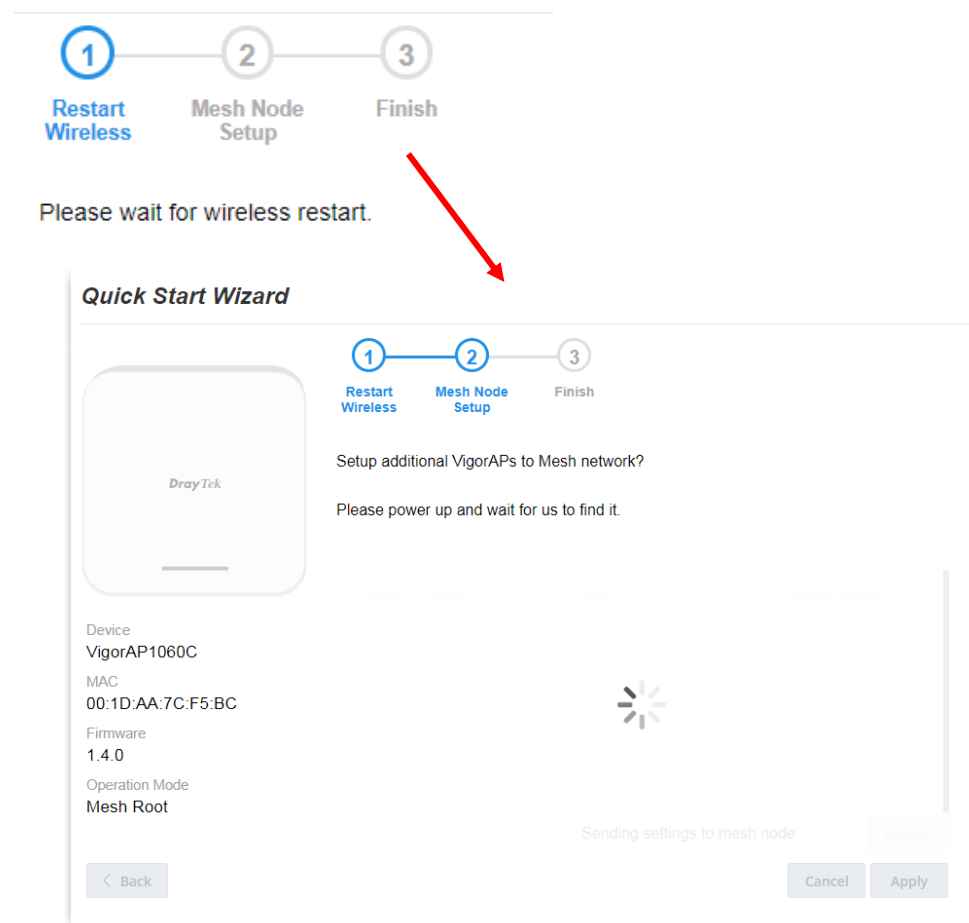 1
2
3
Restart
Wireless
Mesh Node
Setup
Finish
Please wait for wireless restart.
Quick Start Wizard
1
2
3
Restart
Wireless
Mesh Node
Setup
Finish
Setup additional VigorAPs to Mesh network?
Please power up and wait for us to find it.
DrayTek
Device
VigorAP1060C
MAC
00:1D:AA:7C:F5:BC
Firmware
1.4.0
Operation Mode
Mesh Root
Sending settings to mesh node
Search
Back
Cancel
Apply